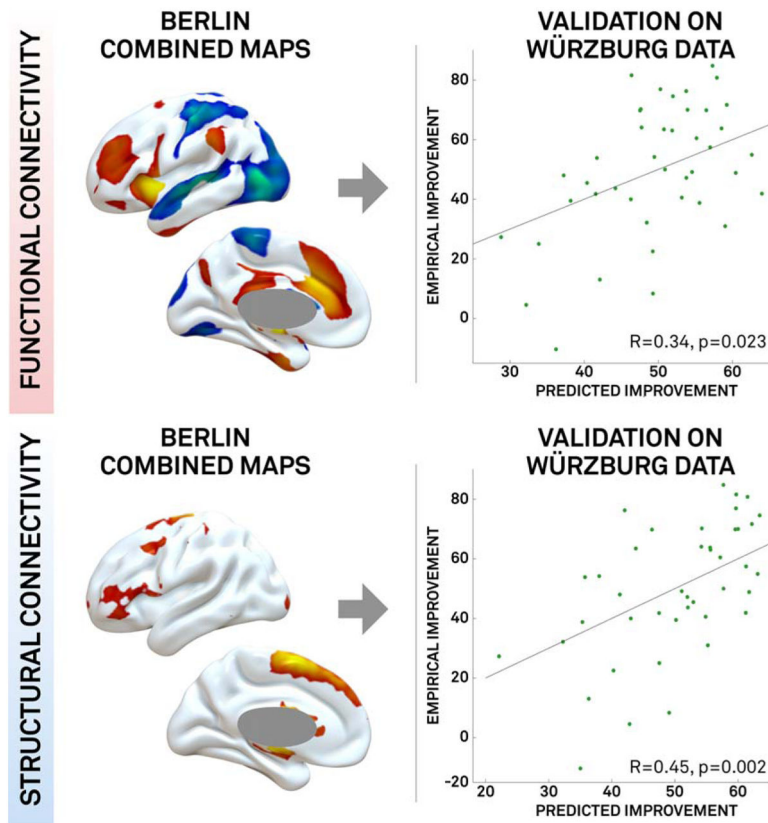 FUNCTIONAL CONNECTIVITY
BERLIN
COMBINED MAPS
VALIDATION ON
WÜRZBURG DATA
EMPIRICAL IMPROVEMENT
80
60
40
20
0
R=0.34, p=0.023
30 40 50 60
PREDICTED IMPROVEMENT
STRUCTURAL CONNECTIVITY
BERLIN
COMBINED MAPS
VALIDATION ON
WÜRZBURG DATA
EMPIRICAL IMPROVEMENT
80
60
40
20
0
-20
R=0.45, p=0.002
20 30 40 50 60
PREDICTED IMPROVEMENT